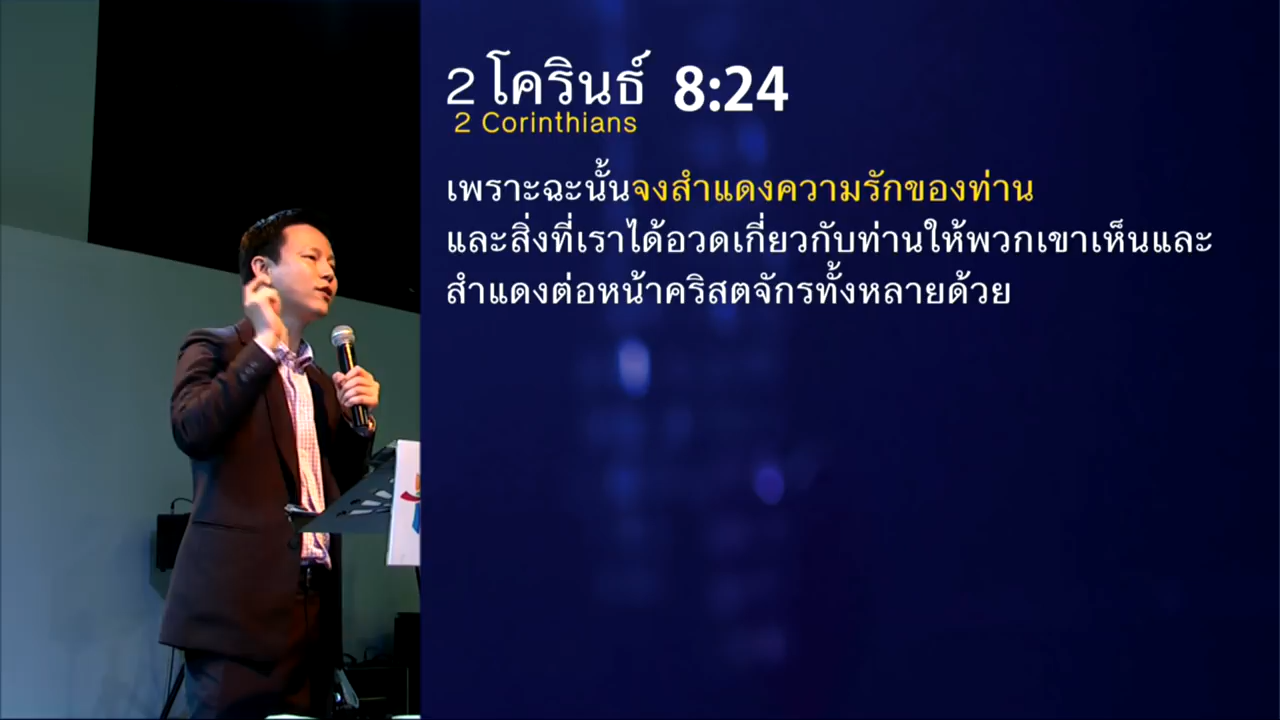 2 โครินธ์ 8:24
2 Corinthians
เพราะฉะนั้นจงสำแดงความรักของท่าน
และสิ่งที่เราได้อวดเกี่ยวกับท่านให้พวกเขาเห็นและ
สำแดงต่อหน้าคริสตจักรทั้งหลายด้วย